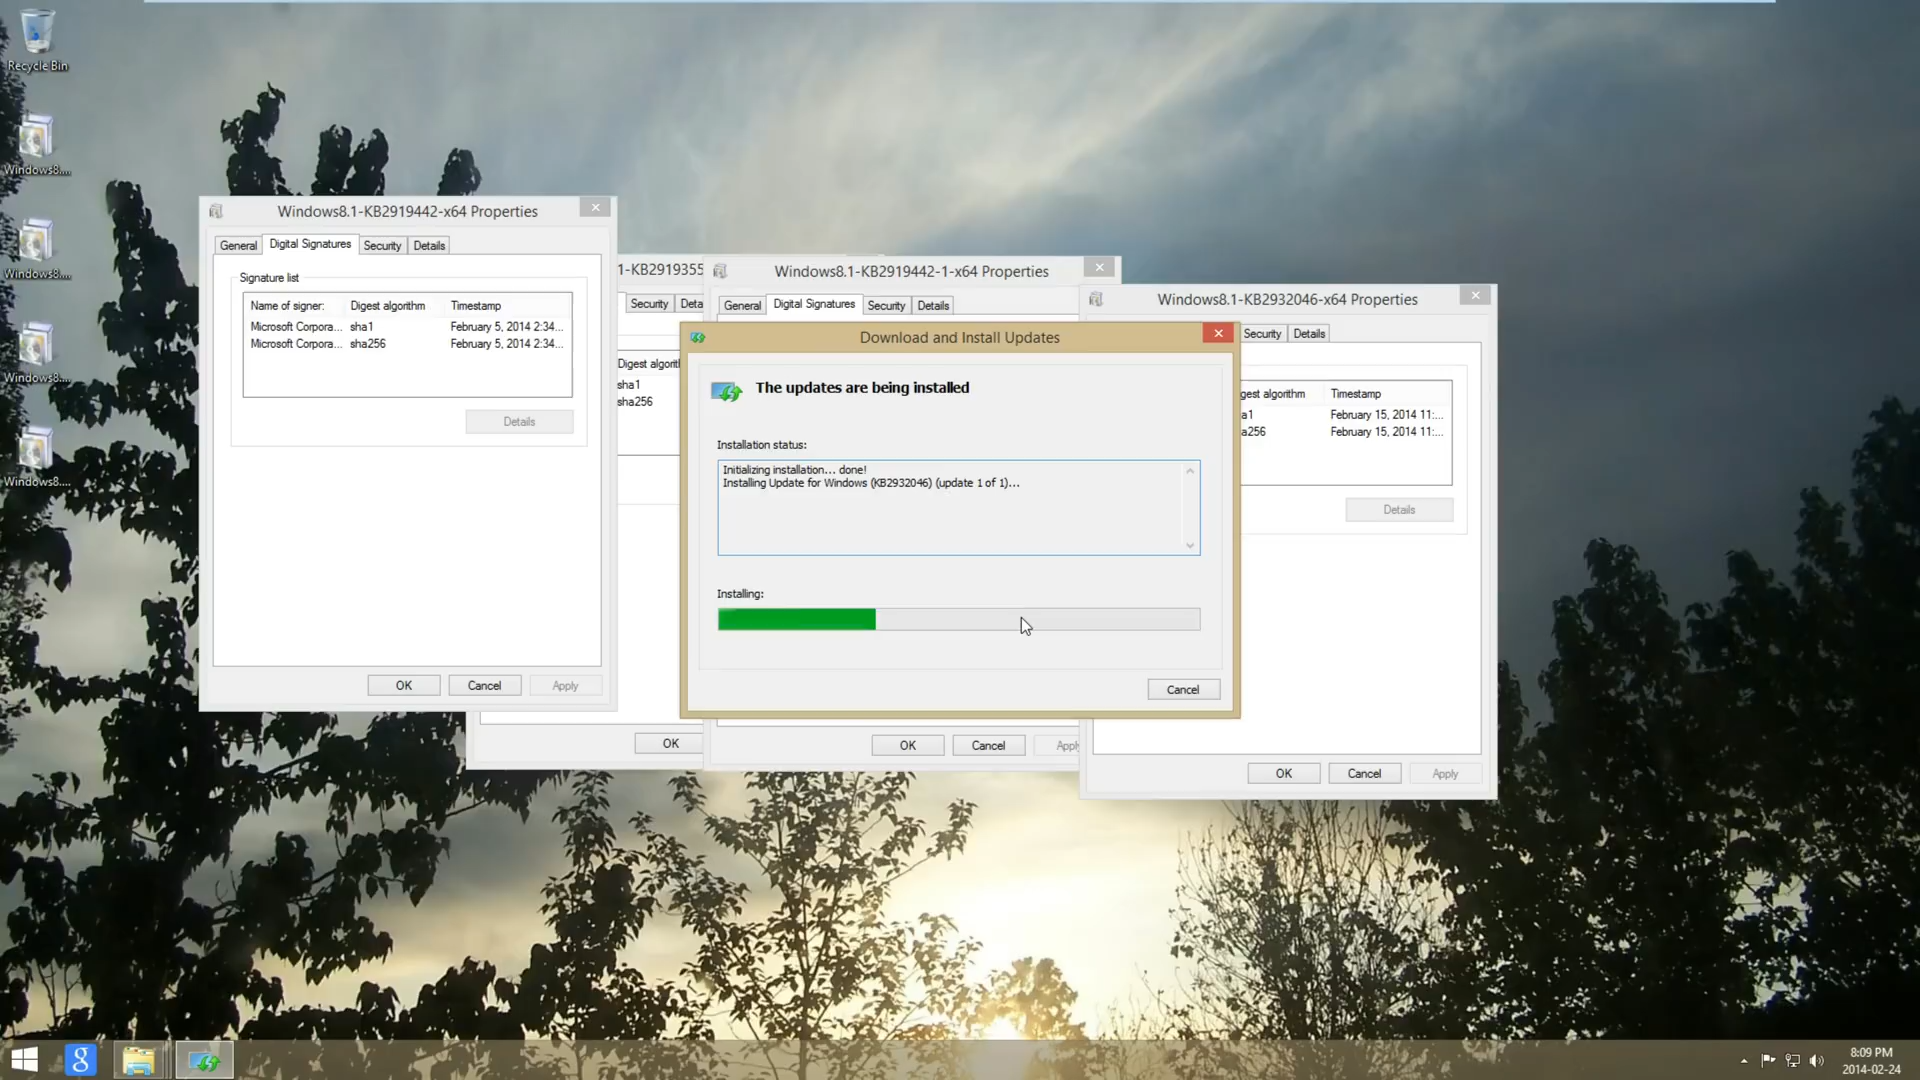 Recycle Bin
Windows8....
Windows8....
Windows8....
Windows8....
Windows8.1-KB2919442-x64 Properties
General
Digital Signatures
Security
Details
Signature list
Name of signer:
Digest algorithm
Timestamp
Microsoft Corpora... sha1 February 5, 2014 2:34...
Microsoft Corpora... sha256 February 5, 2014 2:34...
Details
OK
Cancel
Apply
1-KB2919355
Security
Deta
Digest algorith
sha1
sha256
OK
Windows8.1-KB2919442-1-x64 Properties
General
Digital Signatures
Security
Details
OK
Cancel
Apply
Download and Install Updates
The updates are being installed
Installation status:
Initializing installation... done!
Installing Update for Windows (KB2932046) (update 1 of 1)...
Installing:
Cancel
Windows8.1-KB2932046-x64 Properties
Security
Details
gest algorithm
Timestamp
a1 February 15, 2014 11:...
a256 February 15, 2014 11:...
Details
OK
Cancel
Apply
g
8:09 PM
2014-02-24